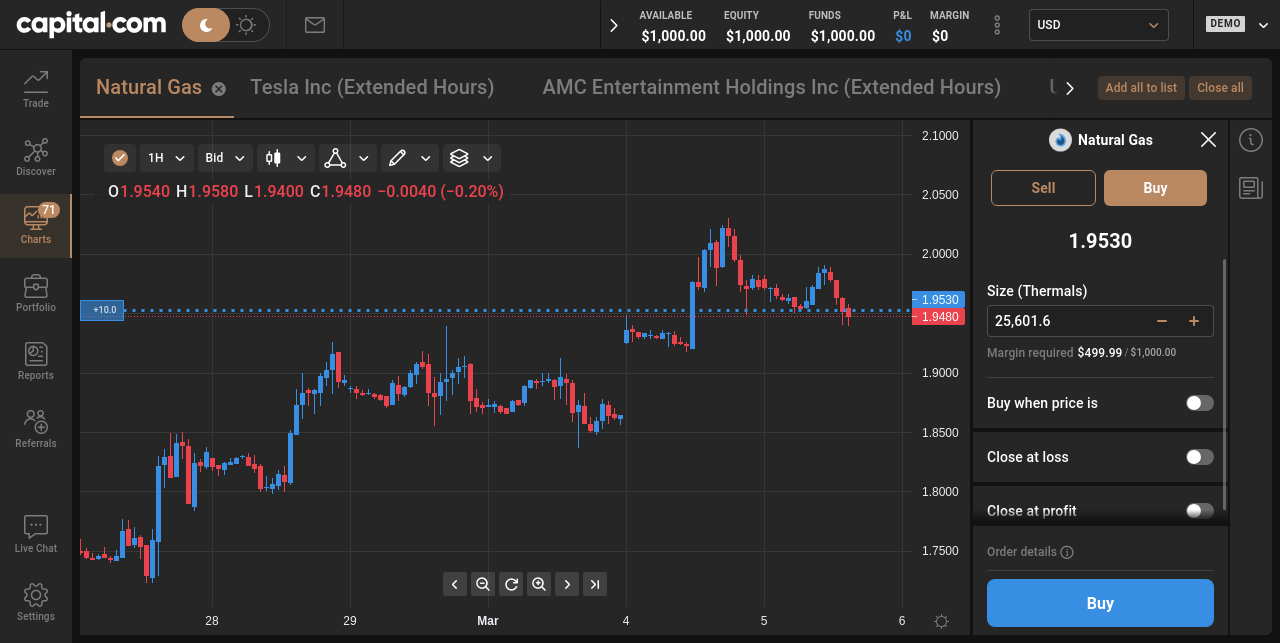 capital.com
AVAILABLE EQUITY FUNDS P&L MARGIN
$1,000.00 $1,000.00 $1,000.00 $0 $0
USD
DEMO
Trade
Discover
71
Charts
Portfolio
Reports
Referrals
Live Chat
Settings
Natural Gas
Tesla Inc (Extended Hours)
AMC Entertainment Holdings Inc (Extended Hours)
Add all to list
Close all
1H
Bid
O1.9540 H1.9580 L1.9400 C1.9480 −0.0040 (−0.20%)
+10.0
2.1000
2.0500
2.0000
1.9530
1.9480
1.9000
1.8500
1.8000
1.7500
28 29 Mar 4 5 6
Natural Gas
Sell
Buy
1.9530
Size (Thermals)
25,601.6
Margin required $499.99 / $1,000.00
Buy when price is
Close at loss
Close at profit
Order details
Buy